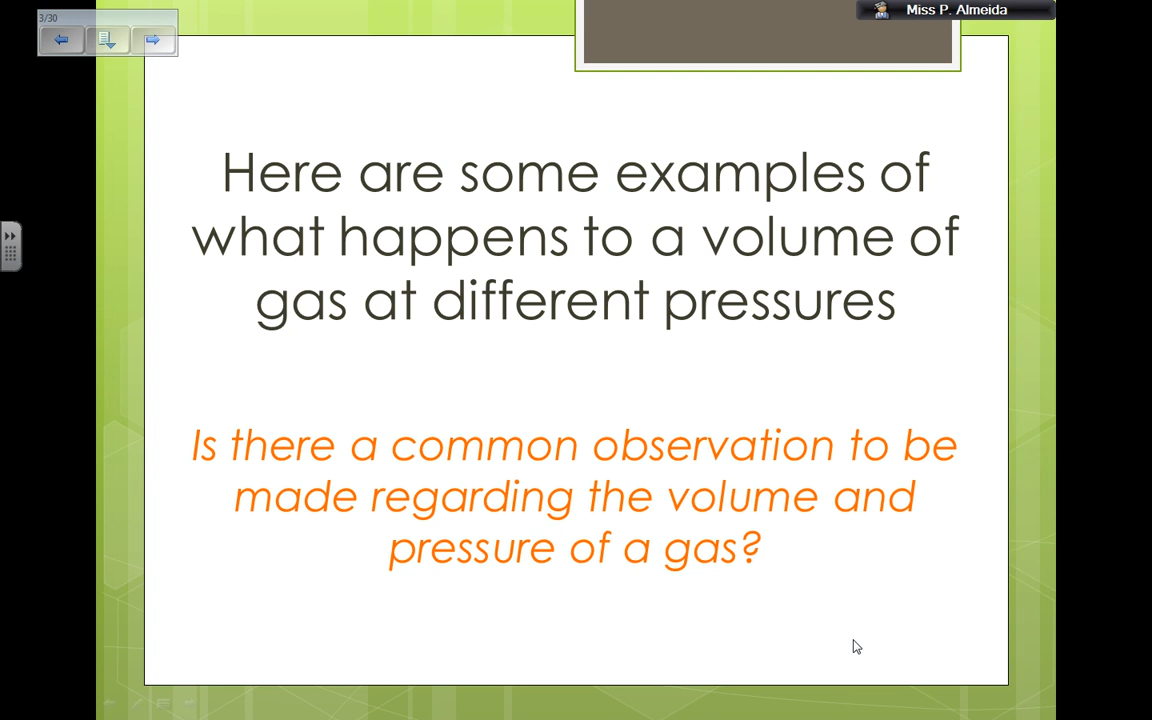 3/30
Miss P. Almeida
Here are some examples of
what happens to a volume of
gas at different pressures
Is there a common observation to be
made regarding the volume and
pressure of a gas?